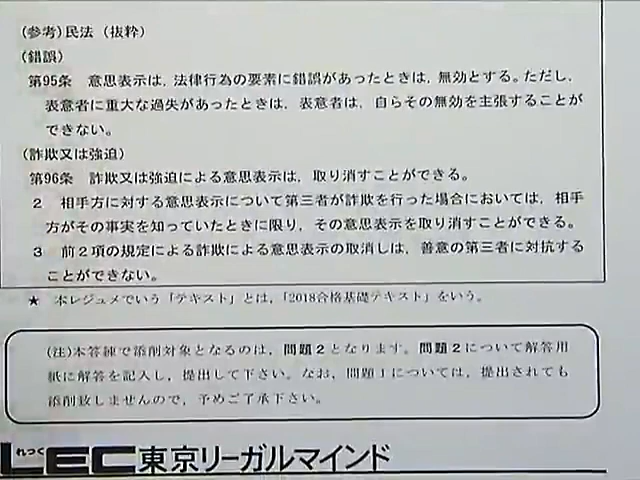 (参考)民法（抜粋）
(錯誤)
第95条　意思表示は，法律行為の要素に錯誤があったときは，無効とする。ただし，
表意者に重大な過失があったときは，表意者は，自らその無効を主張することが
できない。
(詐欺又は強迫)
第96条　詐欺又は強迫による意思表示は，取り消すことができる。
２　相手方に対する意思表示について第三者が詐欺を行った場合においては，相手
方がその事実を知っていたときに限り，その意思表示を取り消すことができる。
３　前２項の規定による詐欺による意思表示の取消しは，善意の第三者に対抗する
ことができない。
★　本レジュメでいう「テキスト」とは，「2018合格基礎テキスト」をいう。
(注)本答練で添削対象となるのは，問題２となります。問題２について解答用
紙に解答を記入し，提出して下さい。なお，問題１については，提出されても
添削致しませんので，予めご了承下さい。
れっく
LEC東京リーガルマインド